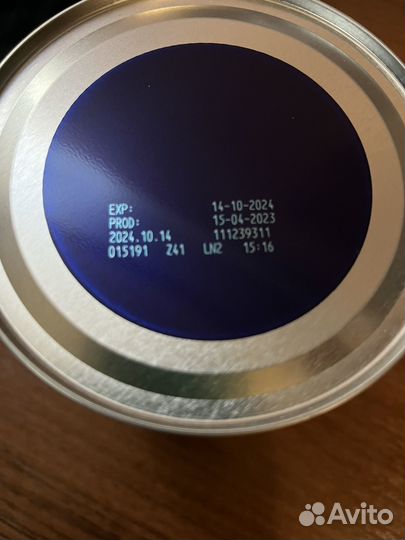 EXP: 14-10-2024
PROD: 15-04-2023
2024.10.14 111239311
015191 Z41 LN2 15:16
Avito